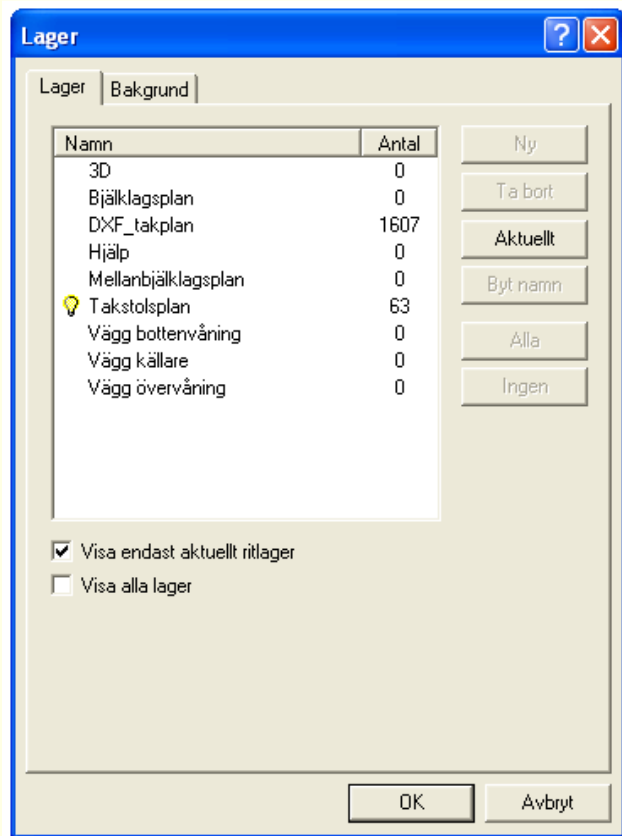 Lager
Lager Bakgrund
Namn Antal
3D 0
Bjälklagsplan 0
DXF_takplan 1607
Hjälp 0
Mellanbjälklagsplan 0
Takstolsplan 63
Vägg bottenvåning 0
Vägg källare 0
Vägg övervåning 0
Ny
Ta bort
Aktuellt
Byt namn
Alla
Ingen
Visa endast aktuellt ritlager
Visa alla lager
OK Avbryt